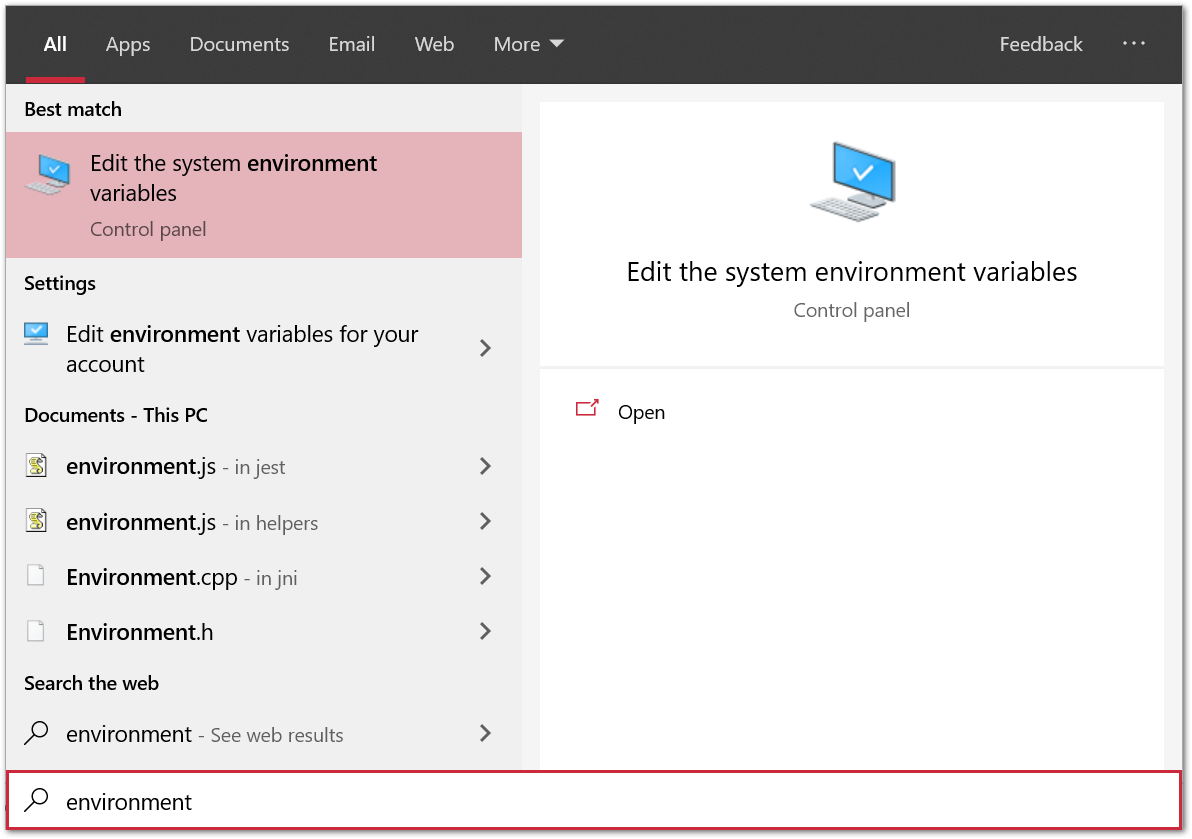 All Apps Documents Email Web More Feedback ···
Best match
Edit the system environment
variables
Control panel
Settings
Edit environment variables for your
account
Documents - This PC
environment.js - in jest
environment.js - in helpers
Environment.cpp - in jni
Environment.h
Search the web
environment - See web results
environment
Edit the system environment variables
Control panel
Open